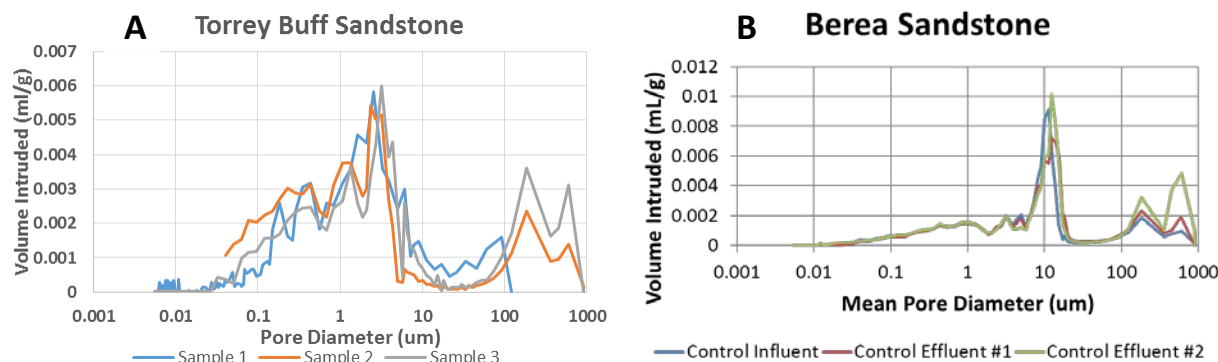 A Torrey Buff Sandstone
Volume Intruded (ml/g)
0.007
0.006
0.005
0.004
0.003
0.002
0.001
0
0.001 0.01 0.1 1 10 100 1000
Pore Diameter (um)
Sample 1 Sample 2 Sample 3
B Berea Sandstone
Volume Intruded (mL/g)
0.012
0.01
0.008
0.006
0.004
0.002
0
0.001 0.01 0.1 1 10 100 1000
Mean Pore Diameter (um)
Control Influent Control Effluent #1 Control Effluent #2